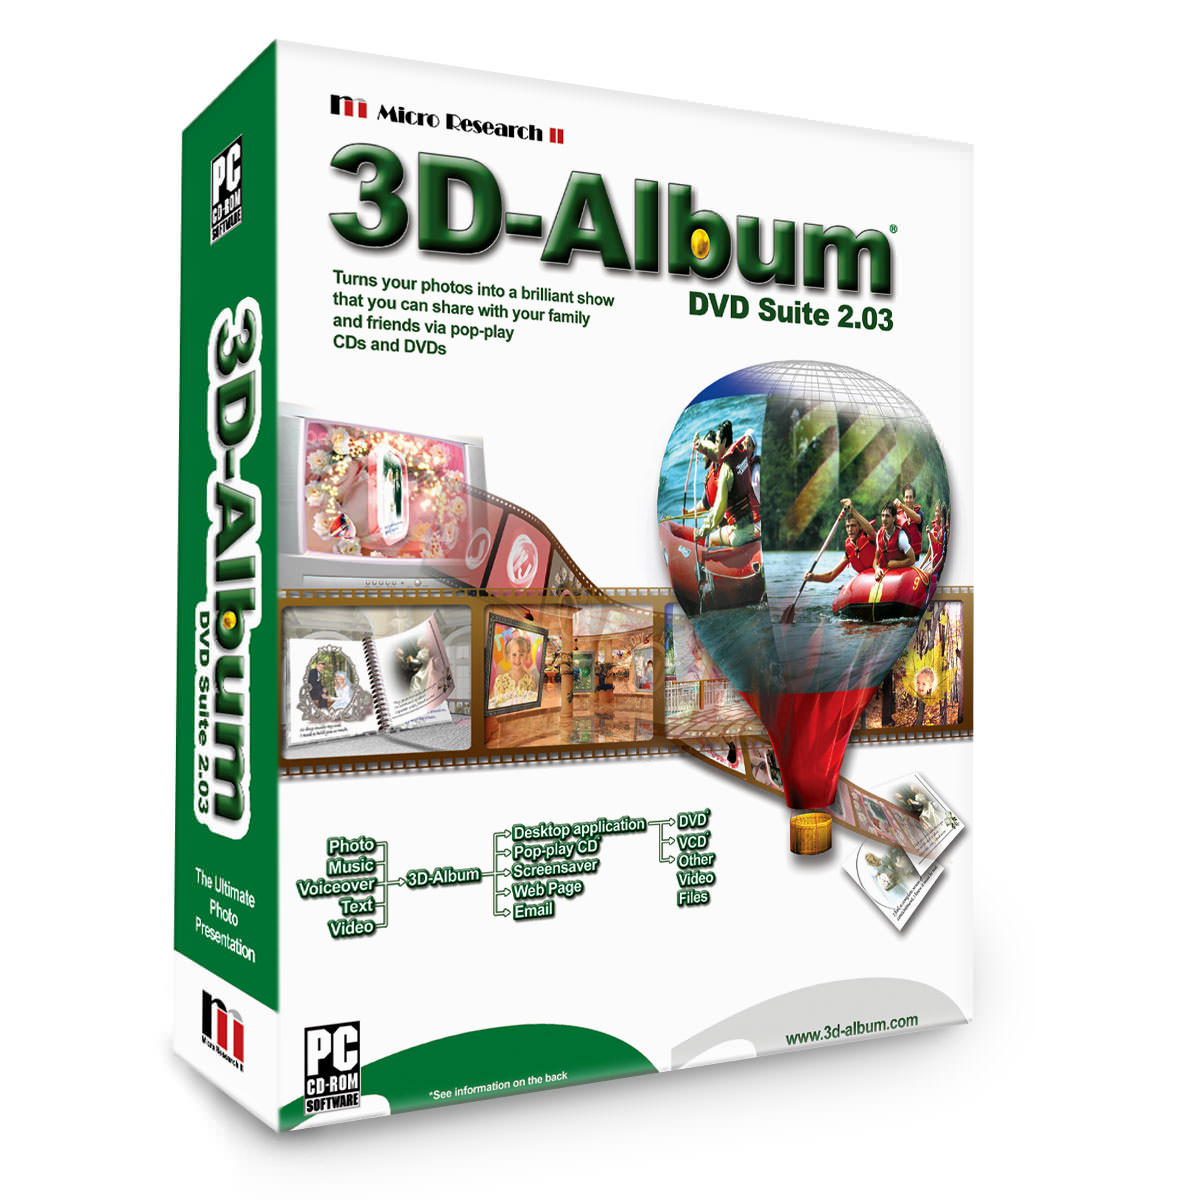 m Micro Research II
3D-Album®
DVD Suite 2.03
Turns your photos into a brilliant show
that you can share with your family
and friends via pop-play
CDs and DVDs
Photo
Music
Voiceover
Text
Video
3D-Album
Desktop application
Pop-play CD*
Screensaver
Web Page
Email
DVD*
VCD*
Other
Video
Files
www.3d-album.com
*See information on the back
PC
CD-ROM
SOFTWARE
PC
CD-ROM
SOFTWARE
3D-Album
DVD Suite 2.03
The Ultimate
Photo
Presentation
m
Micro Research II